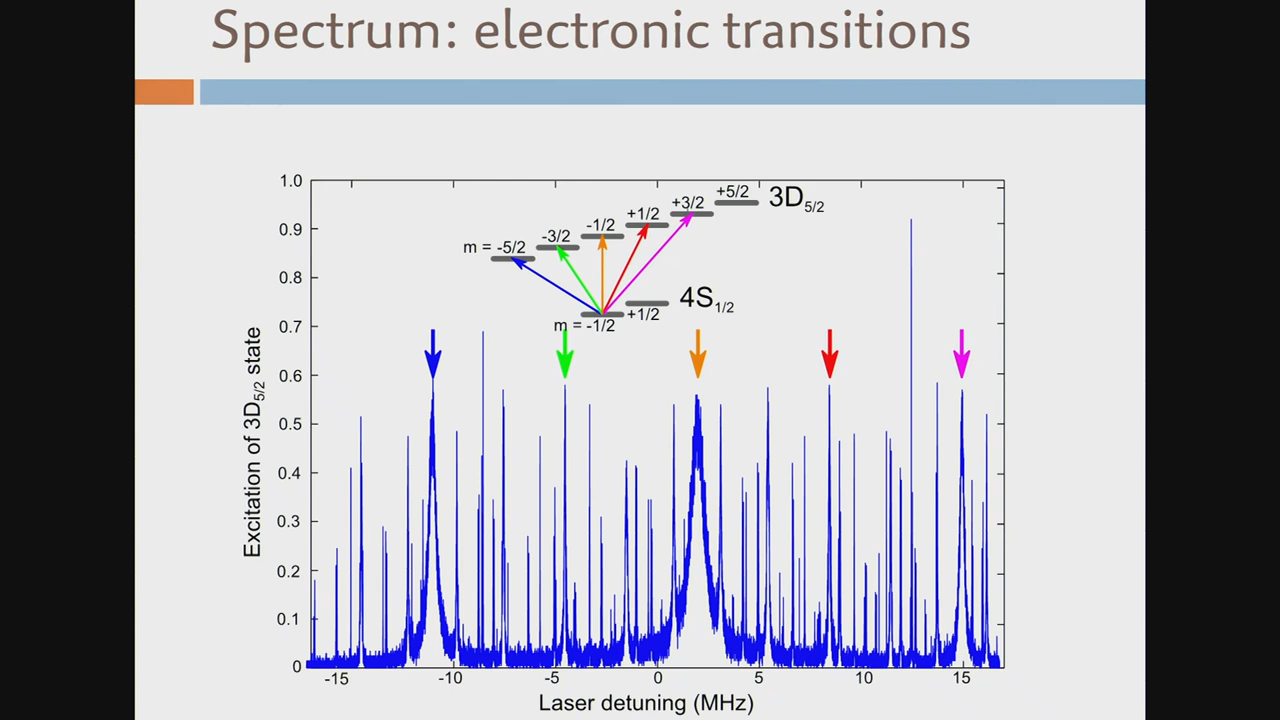 Spectrum: electronic transitions
1.0
0.9
0.8
0.7
0.6
0.5
0.4
0.3
0.2
0.1
0
Excitation of 3D5/2 state
+5/2
3D5/2
+3/2
+1/2
-1/2
-3/2
m = -5/2
4S1/2
+1/2
m = -1/2
-15 -10 -5 0 5 10 15
Laser detuning (MHz)